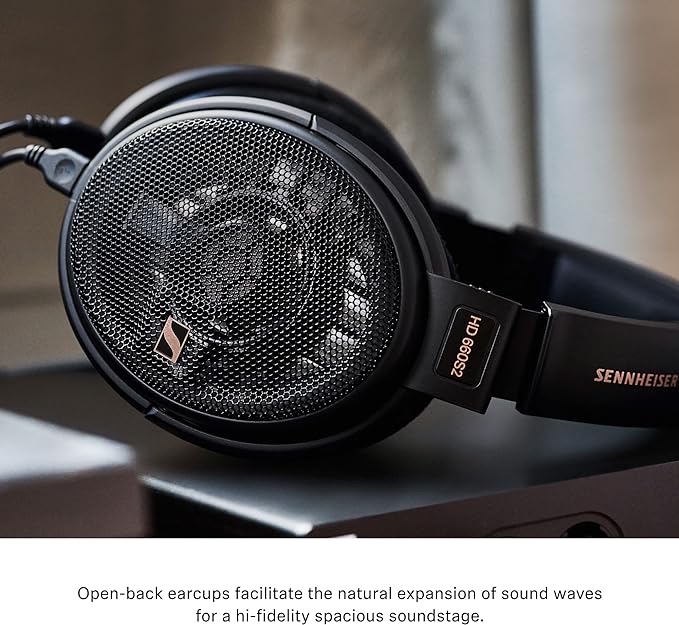 HD 660S2
SENNHEISER
Open-back earcups facilitate the natural expansion of sound waves
for a hi-fidelity spacious soundstage.